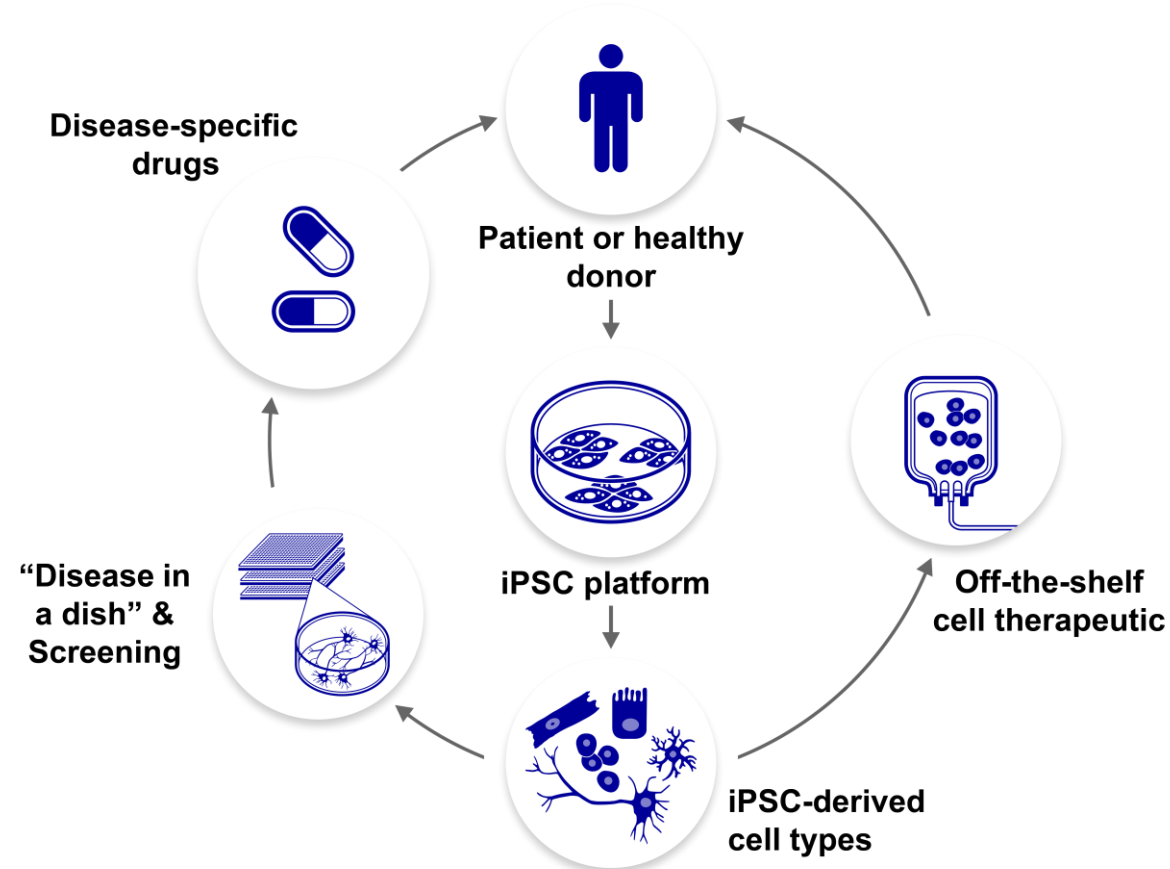 Disease-specific
drugs
Patient or healthy
donor
iPSC platform
“Disease in
a dish” &
Screening
Off-the-shelf
cell therapeutic
iPSC-derived
cell types